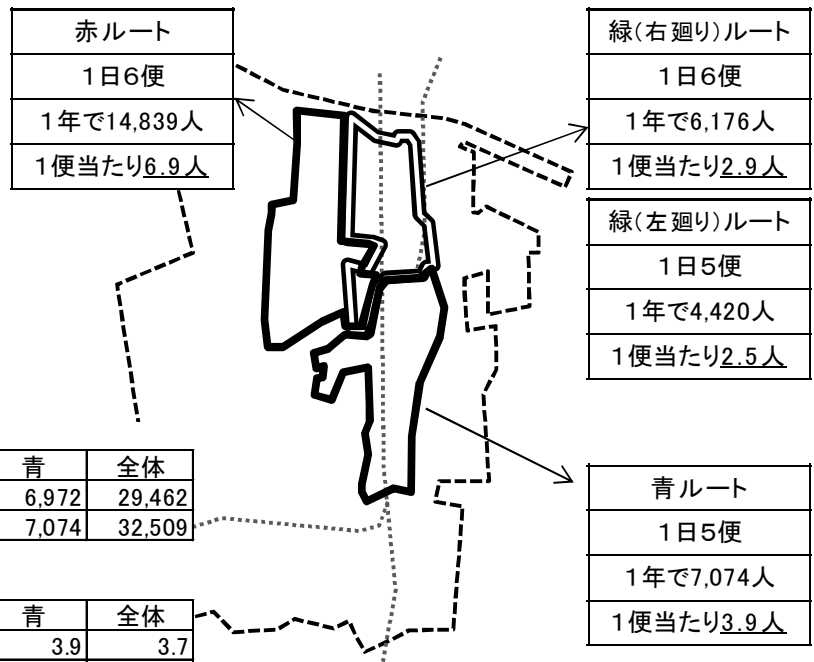 赤ルート
1日6便
1年で14,839人
1便当たり6.9人
緑(右廻り)ルート
1日6便
1年で6,176人
1便当たり2.9人
緑(左廻り)ルート
1日5便
1年で4,420人
1便当たり2.5人
青ルート
1日5便
1年で7,074人
1便当たり3.9人
青 全体
6,972 29,462
7,074 32,509
青 全体
3.9 3.7